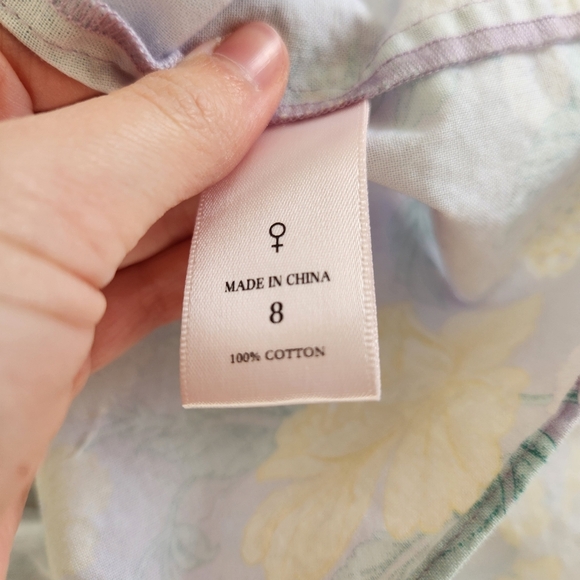 ♀
MADE IN CHINA
8
100% COTTON